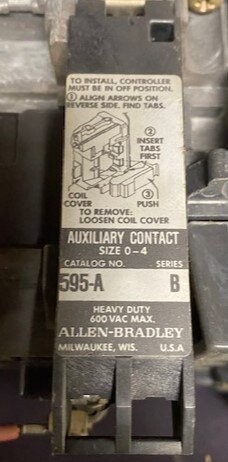 TO INSTALL, CONTROLLER
MUST BE IN OFF POSITION.
① ALIGN ARROWS ON
REVERSE SIDE. FIND TABS.
②
INSERT
TABS
FIRST
COIL
COVER
③
PUSH
TO REMOVE:
LOOSEN COIL COVER
AUXILIARY CONTACT
SIZE 0-4
CATALOG NO. SERIES
595-A B
HEAVY DUTY
600 VAC MAX.
ALLEN-BRADLEY
MILWAUKEE, WIS. U.S.A